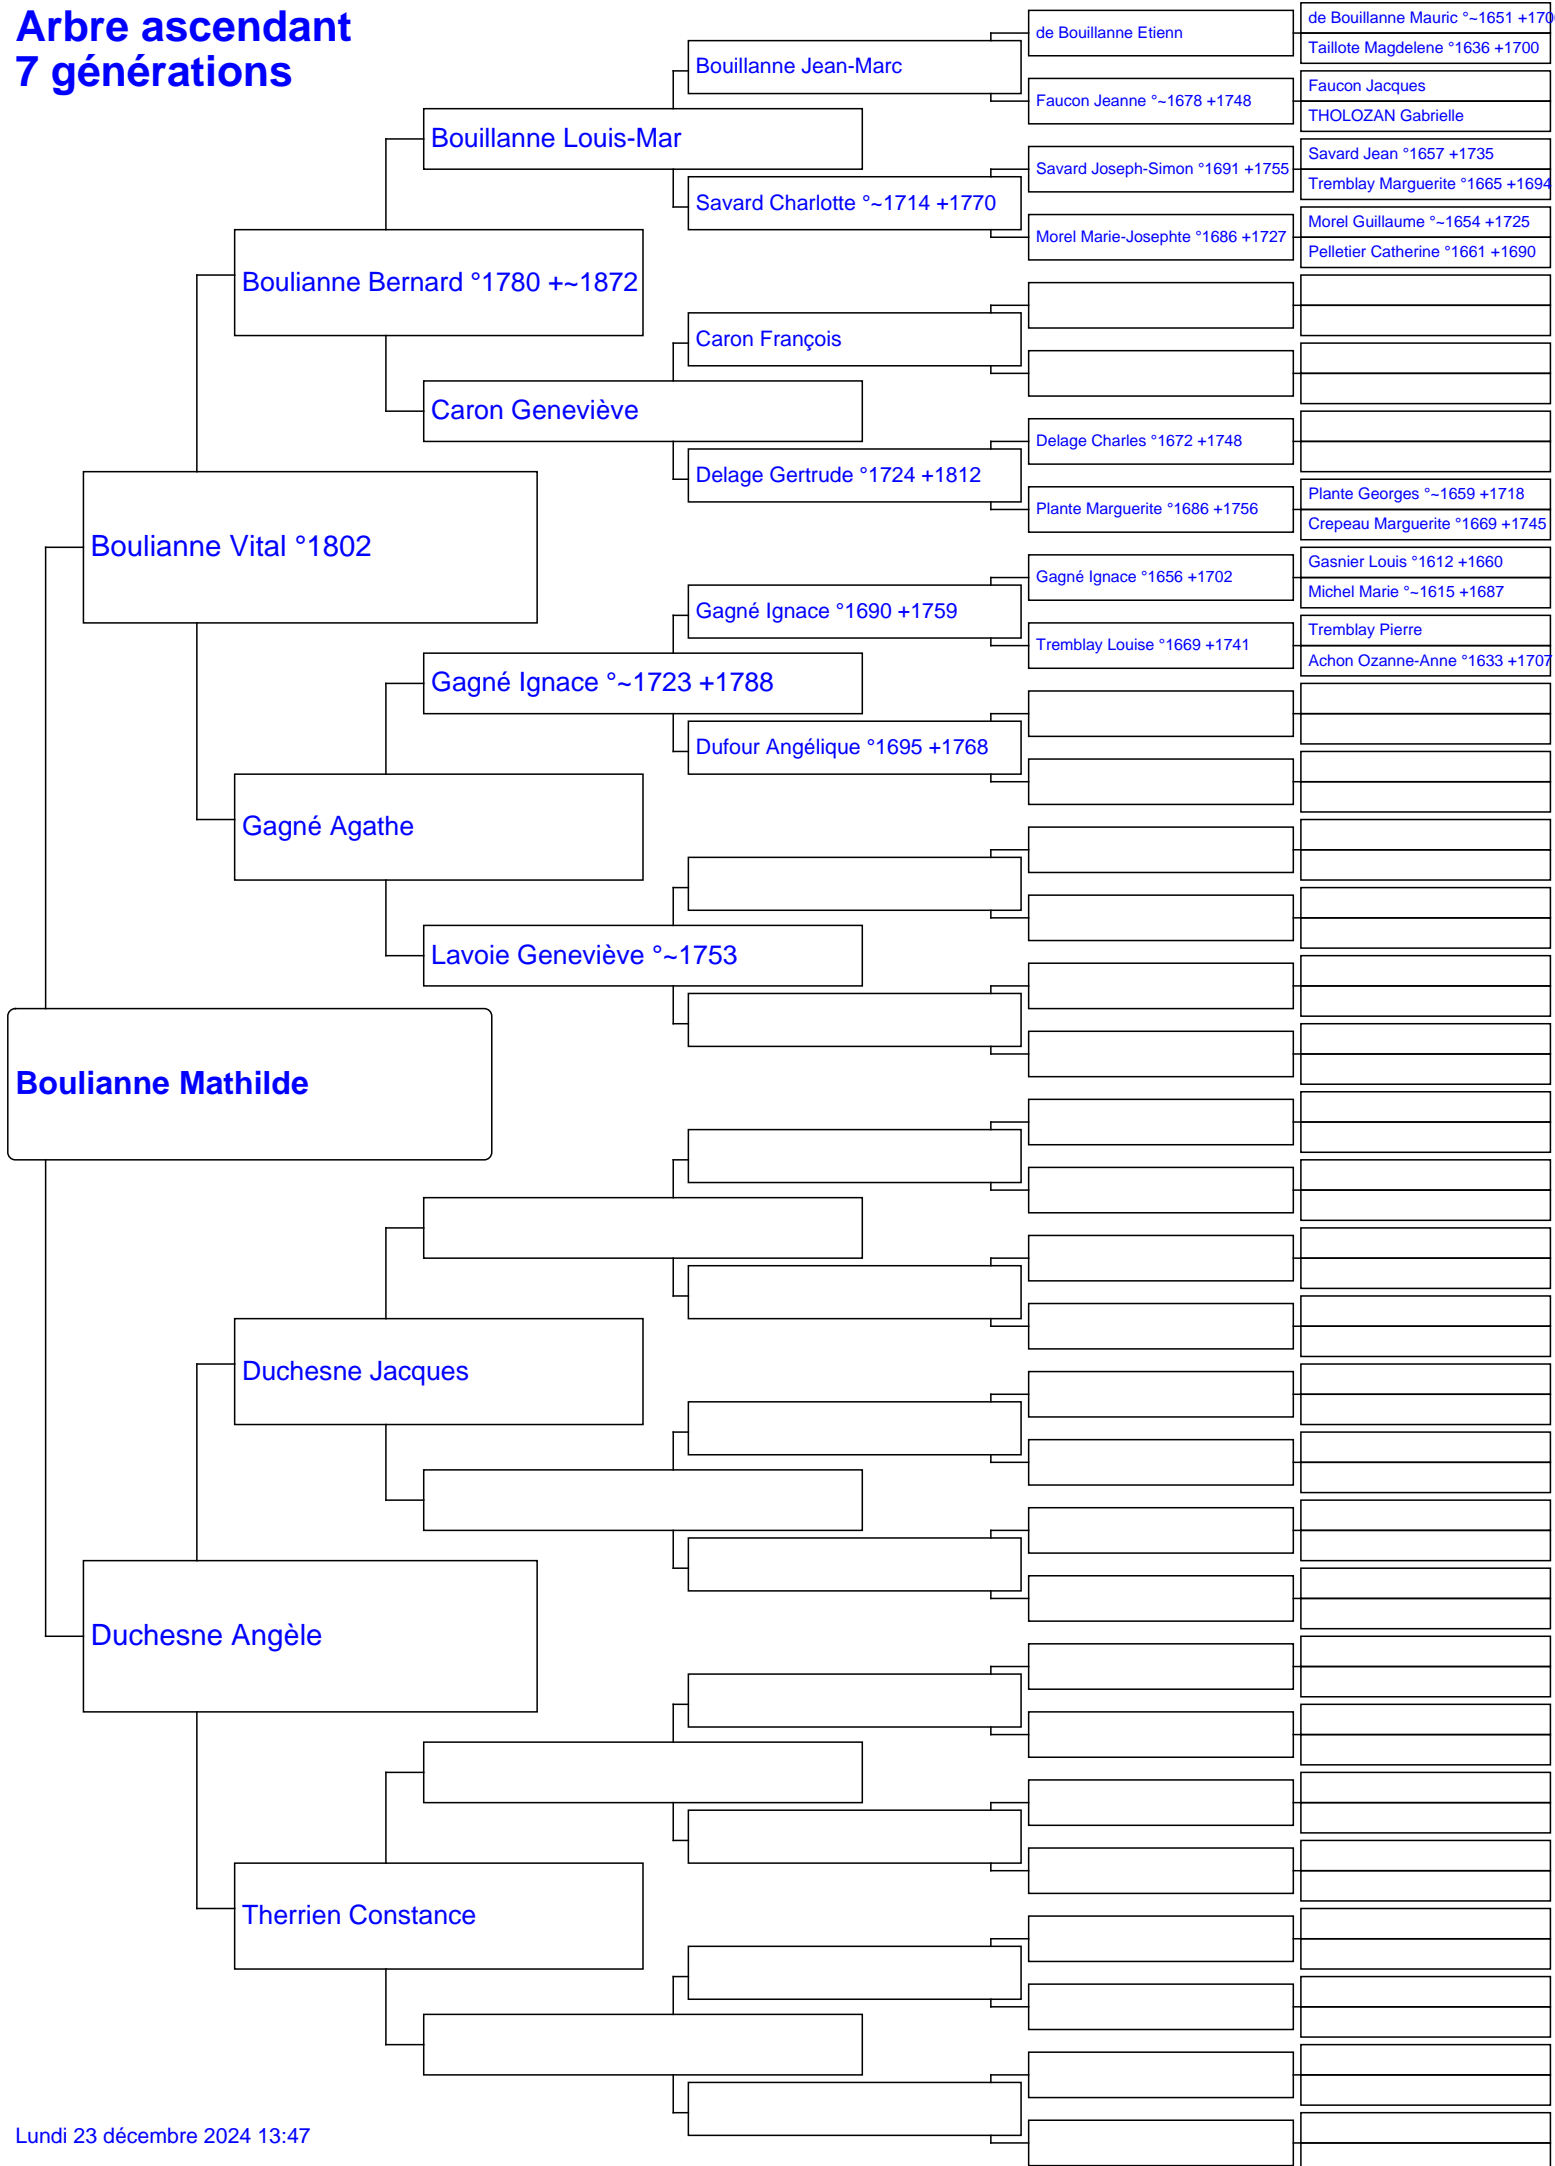 Arbre ascendant
7 générations
de Bouillanne Mauric °~1651 +170
de Bouillanne Etienn
Taillote Magdelene °1636 +1700
Bouillanne Jean-Marc
Faucon Jacques
Faucon Jeanne °~1678 +1748
THOLOZAN Gabrielle
Bouillanne Louis-Mar
Savard Jean °1657 +1735
Savard Joseph-Simon °1691 +1755
Tremblay Marguerite °1665 +1694
Savard Charlotte °~1714 +1770
Morel Guillaume °~1654 +1725
Morel Marie-Josephte °1686 +1727
Pelletier Catherine °1661 +1690
Boulianne Bernard °1780 +~1872
Caron François
Caron Geneviève
Delage Charles °1672 +1748
Delage Gertrude °1724 +1812
Plante Georges °~1659 +1718
Plante Marguerite °1686 +1756
Crepeau Marguerite °1669 +1745
Boulianne Vital °1802
Gasnier Louis °1612 +1660
Gagné Ignace °1656 +1702
Michel Marie °~1615 +1687
Gagné Ignace °1690 +1759
Tremblay Pierre
Tremblay Louise °1669 +1741
Achon Ozanne-Anne °1633 +1707
Gagné Ignace °~1723 +1788
Dufour Angélique °1695 +1768
Gagné Agathe
Lavoie Geneviève °~1753
Boulianne Mathilde
Duchesne Jacques
Duchesne Angèle
Therrien Constance
Lundi 23 décembre 2024 13:47